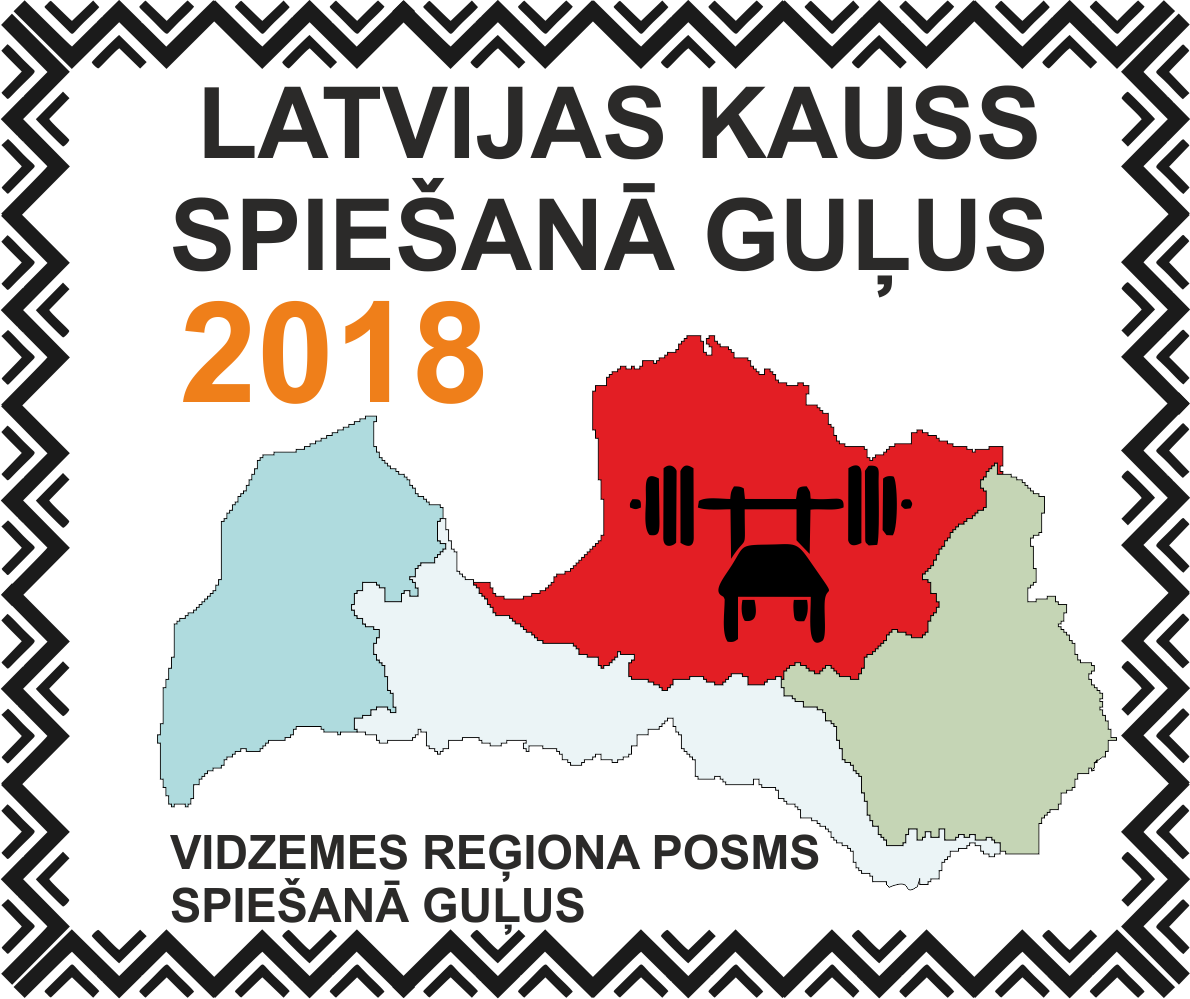 LATVIJAS KAUSS
SPIEŠANĀ GUĻUS
2018
VIDZEMES REĢIONA POSMS
SPIEŠANĀ GUĻUS